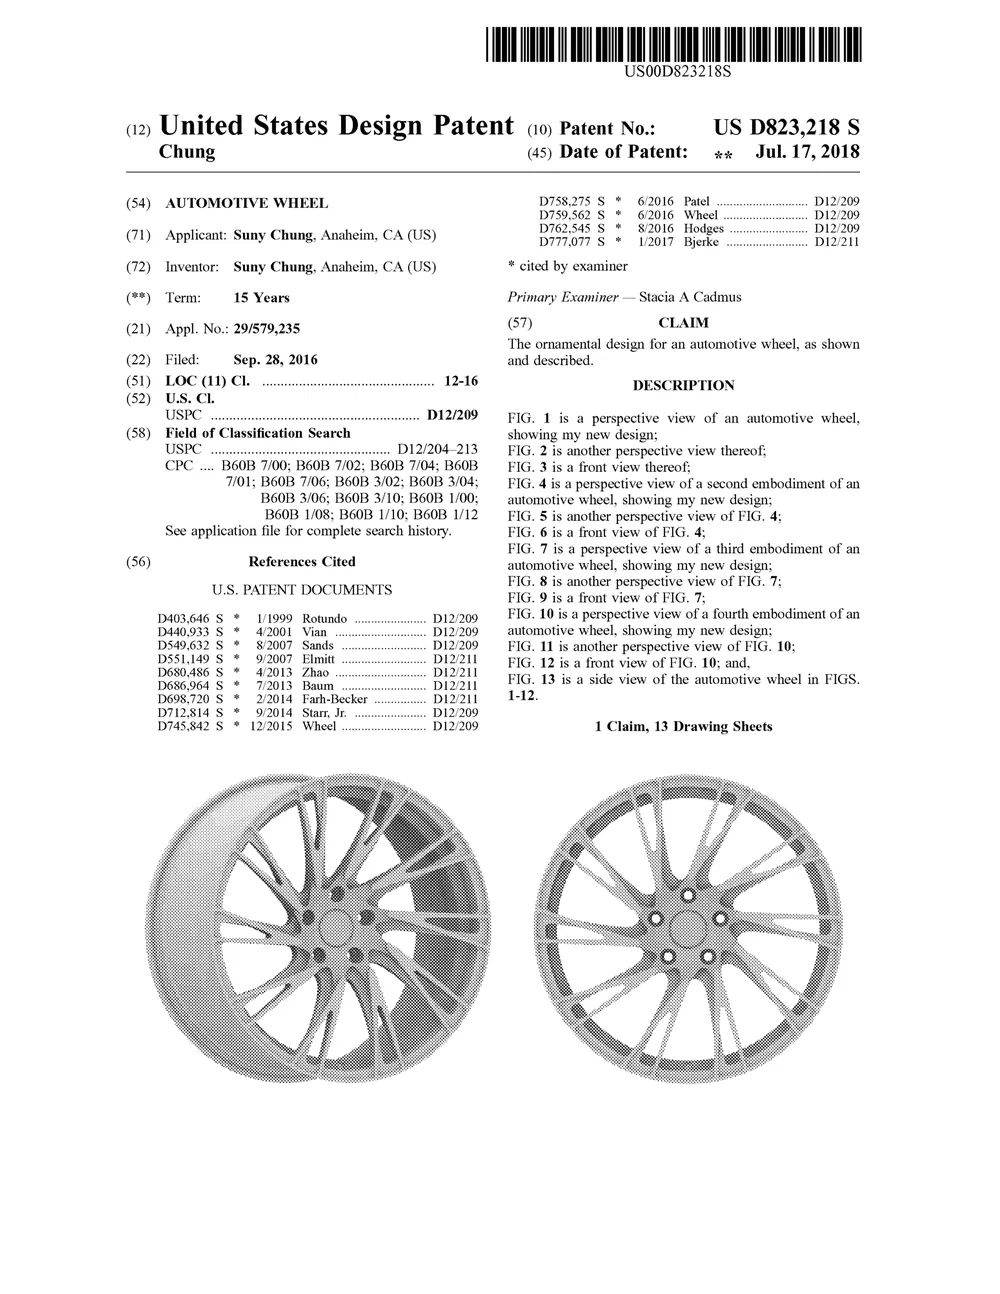 US00D823218S
(12) United States Design Patent
Chung
(10) Patent No.: US D823,218 S
(45) Date of Patent: ** Jul. 17, 2018
(54) AUTOMOTIVE WHEEL
(71) Applicant: Suny Chung, Anaheim, CA (US)
(72) Inventor: Suny Chung, Anaheim, CA (US)
(**) Term: 15 Years
(21) Appl. No.: 29/579,235
(22) Filed: Sep. 28, 2016
(51) LOC (11) Cl. ............................................... 12-16
(52) U.S. Cl.
USPC ......................................................... D12/209
(58) Field of Classification Search
USPC ................................................. D12/204–213
CPC .... B60B 7/00; B60B 7/02; B60B 7/04; B60B
7/01; B60B 7/06; B60B 3/02; B60B 3/04;
B60B 3/06; B60B 3/10; B60B 1/00;
B60B 1/08; B60B 1/10; B60B 1/12
See application file for complete search history.
(56) References Cited
U.S. PATENT DOCUMENTS
D403,646 S * 1/1999 Rotundo ...................... D12/209
D440,933 S * 4/2001 Vian ............................ D12/209
D549,632 S * 8/2007 Sands .......................... D12/209
D551,149 S * 9/2007 Elmitt .......................... D12/211
D680,486 S * 4/2013 Zhao ............................ D12/211
D686,964 S * 7/2013 Baum .......................... D12/211
D698,720 S * 2/2014 Farh-Becker ................ D12/211
D712,814 S * 9/2014 Starr, Jr. ...................... D12/209
D745,842 S * 12/2015 Wheel .......................... D12/209
D758,275 S * 6/2016 Patel ............................ D12/209
D759,562 S * 6/2016 Wheel .......................... D12/209
D762,545 S * 8/2016 Hodges ........................ D12/209
D777,077 S * 1/2017 Bjerke ......................... D12/211
* cited by examiner
Primary Examiner — Stacia A Cadmus
(57) CLAIM
The ornamental design for an automotive wheel, as shown
and described.
DESCRIPTION
FIG. 1 is a perspective view of an automotive wheel,
showing my new design;
FIG. 2 is another perspective view thereof;
FIG. 3 is a front view thereof;
FIG. 4 is a perspective view of a second embodiment of an
automotive wheel, showing my new design;
FIG. 5 is another perspective view of FIG. 4;
FIG. 6 is a front view of FIG. 4;
FIG. 7 is a perspective view of a third embodiment of an
automotive wheel, showing my new design;
FIG. 8 is another perspective view of FIG. 7;
FIG. 9 is a front view of FIG. 7;
FIG. 10 is a perspective view of a fourth embodiment of an
automotive wheel, showing my new design;
FIG. 11 is another perspective view of FIG. 10;
FIG. 12 is a front view of FIG. 10; and,
FIG. 13 is a side view of the automotive wheel in FIGS.
1-12.
1 Claim, 13 Drawing Sheets